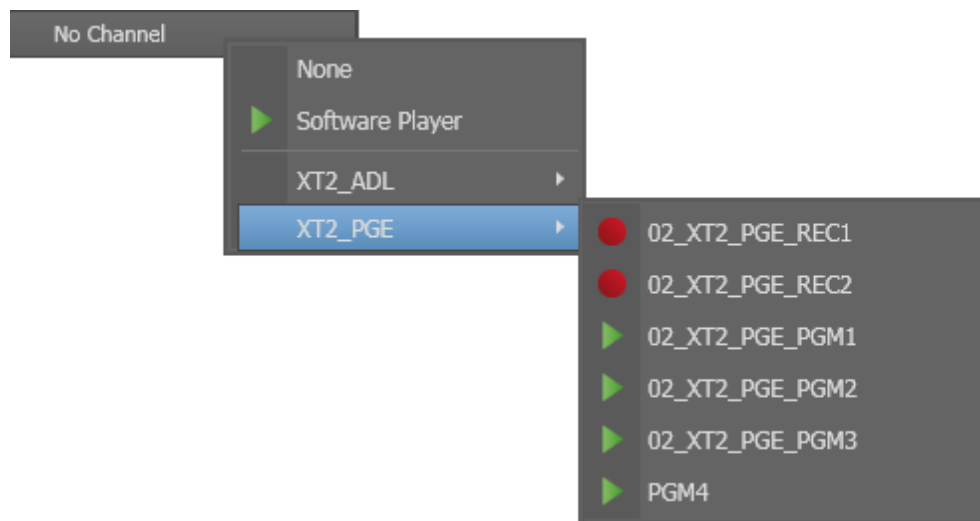 No Channel
None
Software Player
XT2_ADL
XT2_PGE
02_XT2_PGE_REC1
02_XT2_PGE_REC2
02_XT2_PGE_PGM1
02_XT2_PGE_PGM2
02_XT2_PGE_PGM3
PGM4